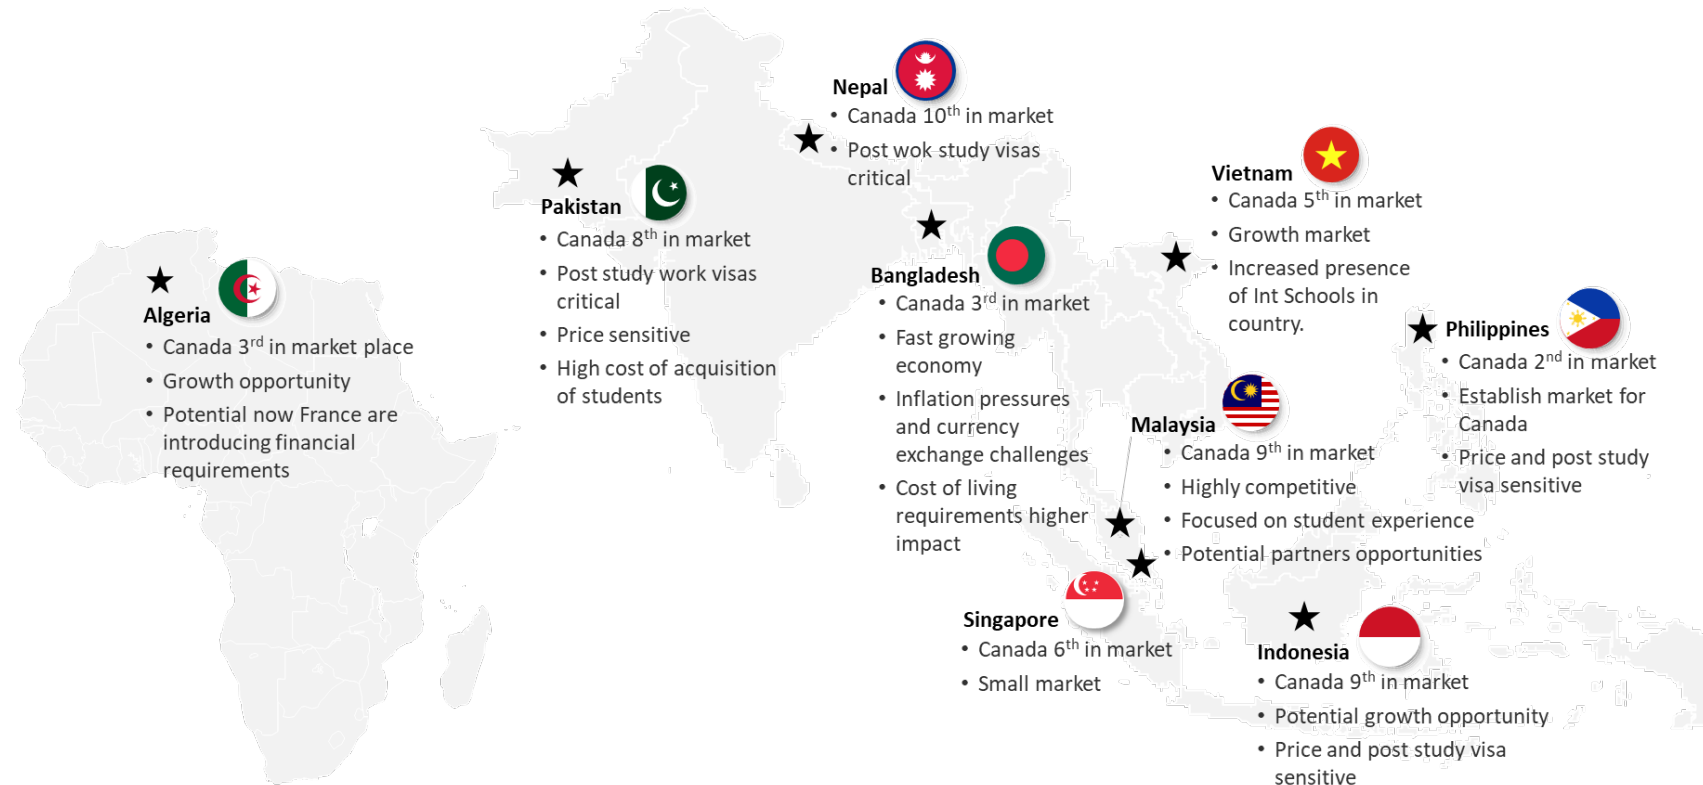 Nepal
• Canada 10th in market
• Post wok study visas
critical
Vietnam
• Canada 5th in market
• Growth market
• Increased presence
of Int Schools in
country.
Pakistan
• Canada 8th in market
• Post study work visas
critical
• Price sensitive
• High cost of acquisition
of students
Bangladesh
• Canada 3rd in market
• Fast growing
economy
• Inflation pressures
and currency
exchange challenges
• Cost of living
requirements higher
impact
Algeria
• Canada 3rd in market place
• Growth opportunity
• Potential now France are
introducing financial
requirements
Philippines
• Canada 2nd in market
• Establish market for
Canada
• Price and post study
visa sensitive
Malaysia
• Canada 9th in market
• Highly competitive
• Focused on student experience
• Potential partners opportunities
Singapore
• Canada 6th in market
• Small market
Indonesia
• Canada 9th in market
• Potential growth opportunity
• Price and post study visa
sensitive